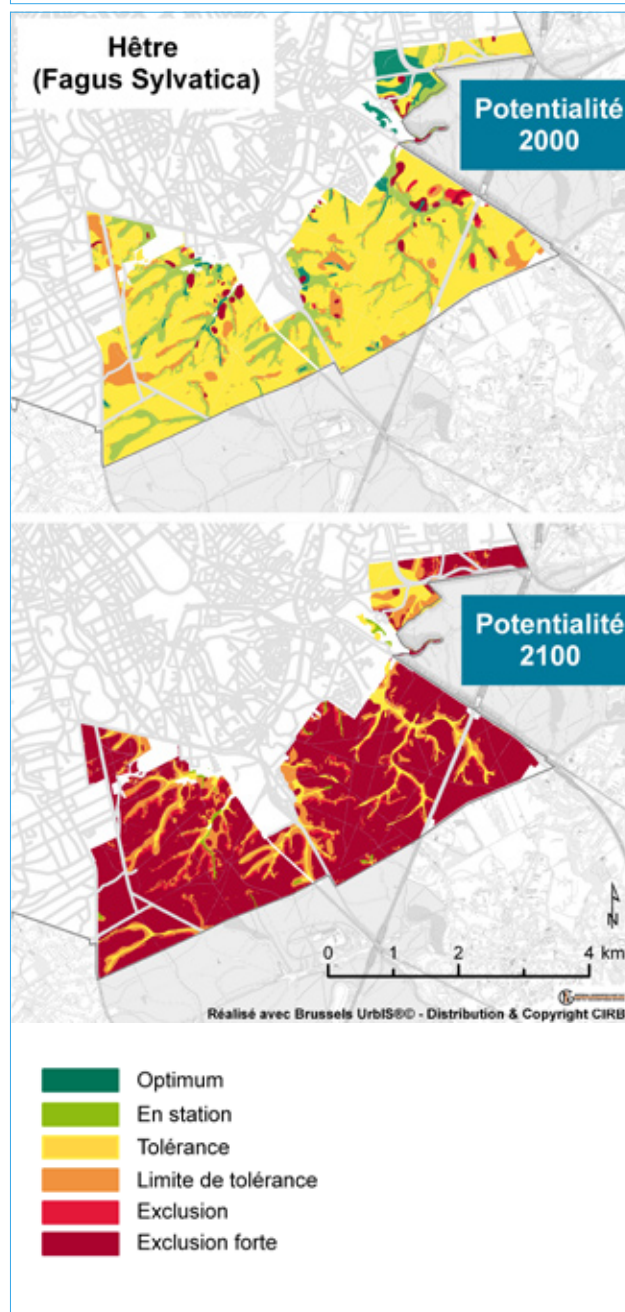 Hêtre
(Fagus Sylvatica)
Potentialité
2000
Potentialité
2100
N
0 1 2 4 km
Réalisé avec Brussels UrbIS®© - Distribution & Copyright CIRB
Optimum
En station
Tolérance
Limite de tolérance
Exclusion
Exclusion forte